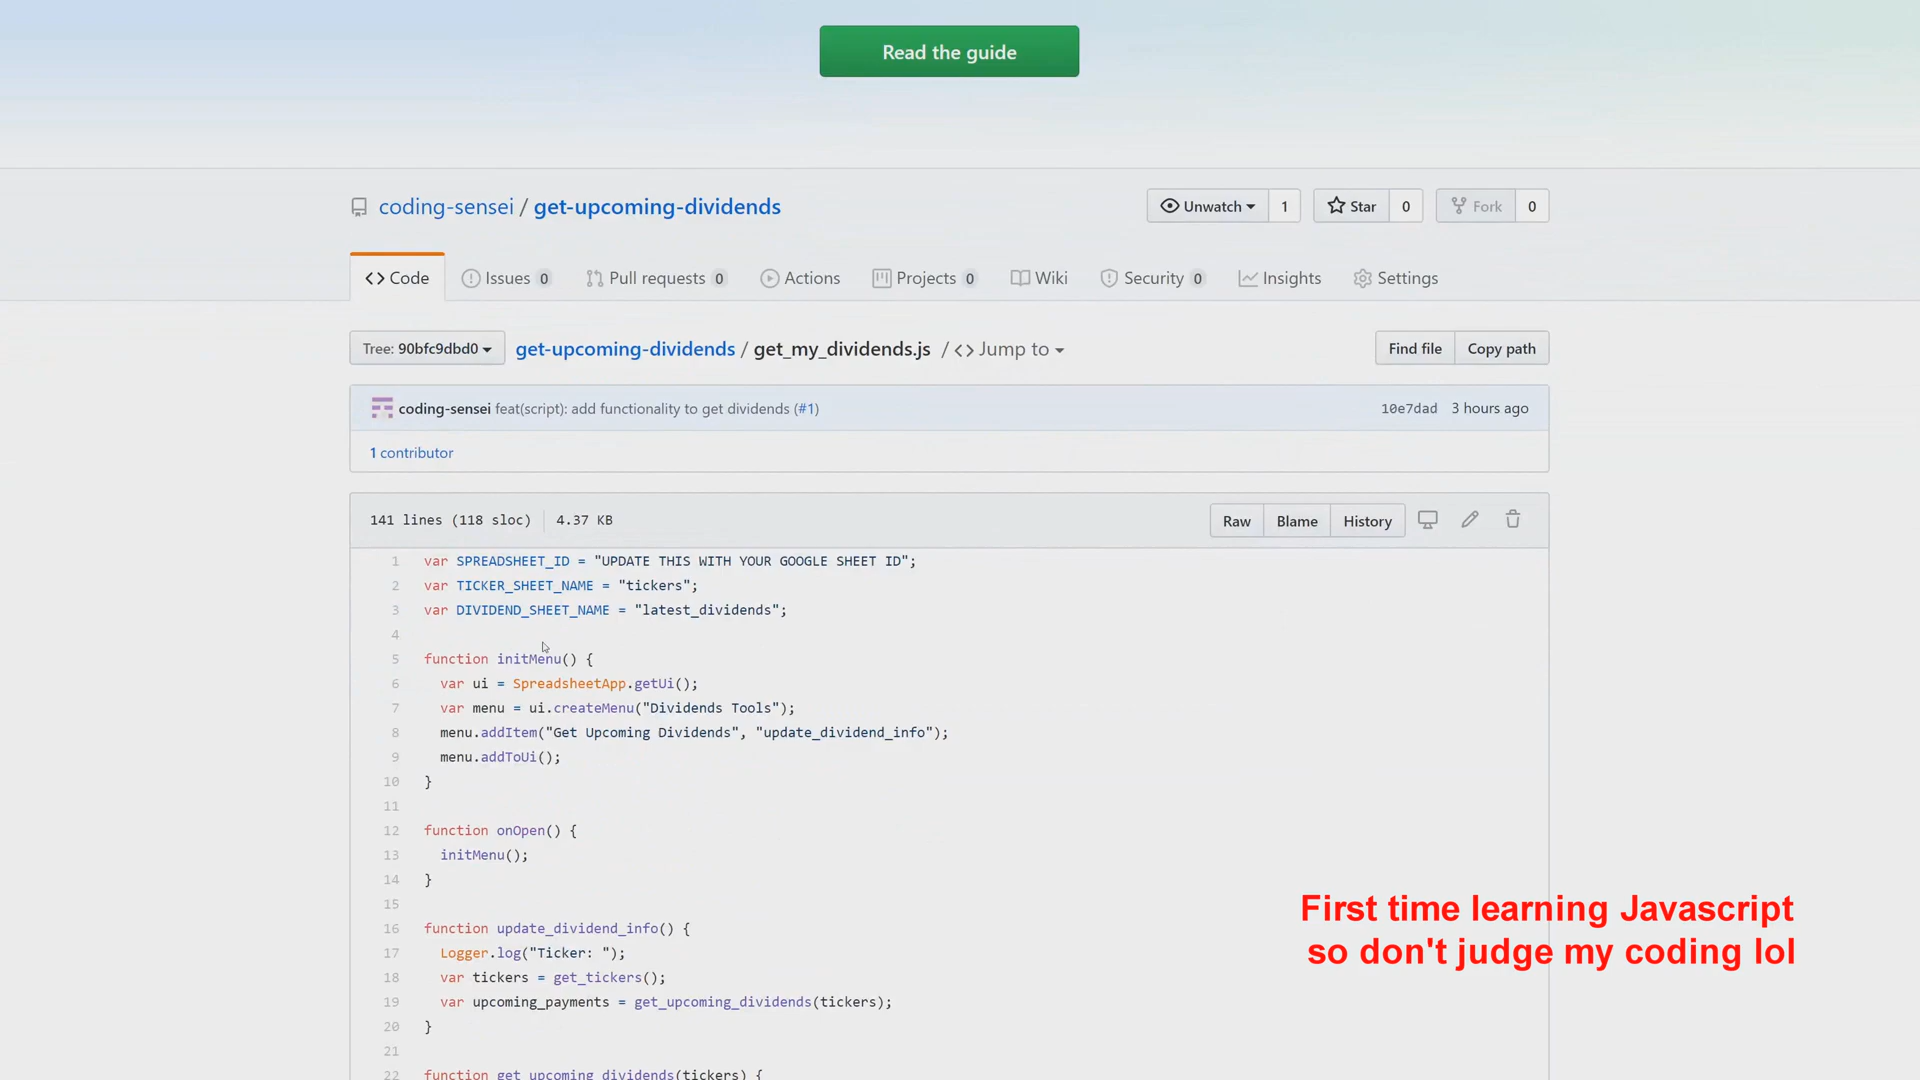 Read the guide
coding-sensei / get-upcoming-dividends
Unwatch 1 Star 0 Fork 0
Code Issues 0 Pull requests 0 Actions Projects 0 Wiki Security 0 Insights Settings
Tree: 90bfc9dbd0 get-upcoming-dividends / get_my_dividends.js / <> Jump to Find file Copy path
coding-sensei feat(script): add functionality to get dividends (#1) 10e7dad 3 hours ago
1 contributor
141 lines (118 sloc) 4.37 KB Raw Blame History
1 var SPREADSHEET_ID = "UPDATE THIS WITH YOUR GOOGLE SHEET ID";
2 var TICKER_SHEET_NAME = "tickers";
3 var DIVIDEND_SHEET_NAME = "latest_dividends";
4
5 function initMenu() {
6 var ui = SpreadsheetApp.getUi();
7 var menu = ui.createMenu("Dividends Tools");
8 menu.addItem("Get Upcoming Dividends", "update_dividend_info");
9 menu.addToUi();
10 }
11
12 function onOpen() {
13 initMenu();
14 }
15
16 function update_dividend_info() {
17 Logger.log("Ticker: ");
18 var tickers = get_tickers();
19 var upcoming_payments = get_upcoming_dividends(tickers);
20 }
21
22 function get_upcoming_dividends(tickers) {
First time learning Javascript
so don't judge my coding lol